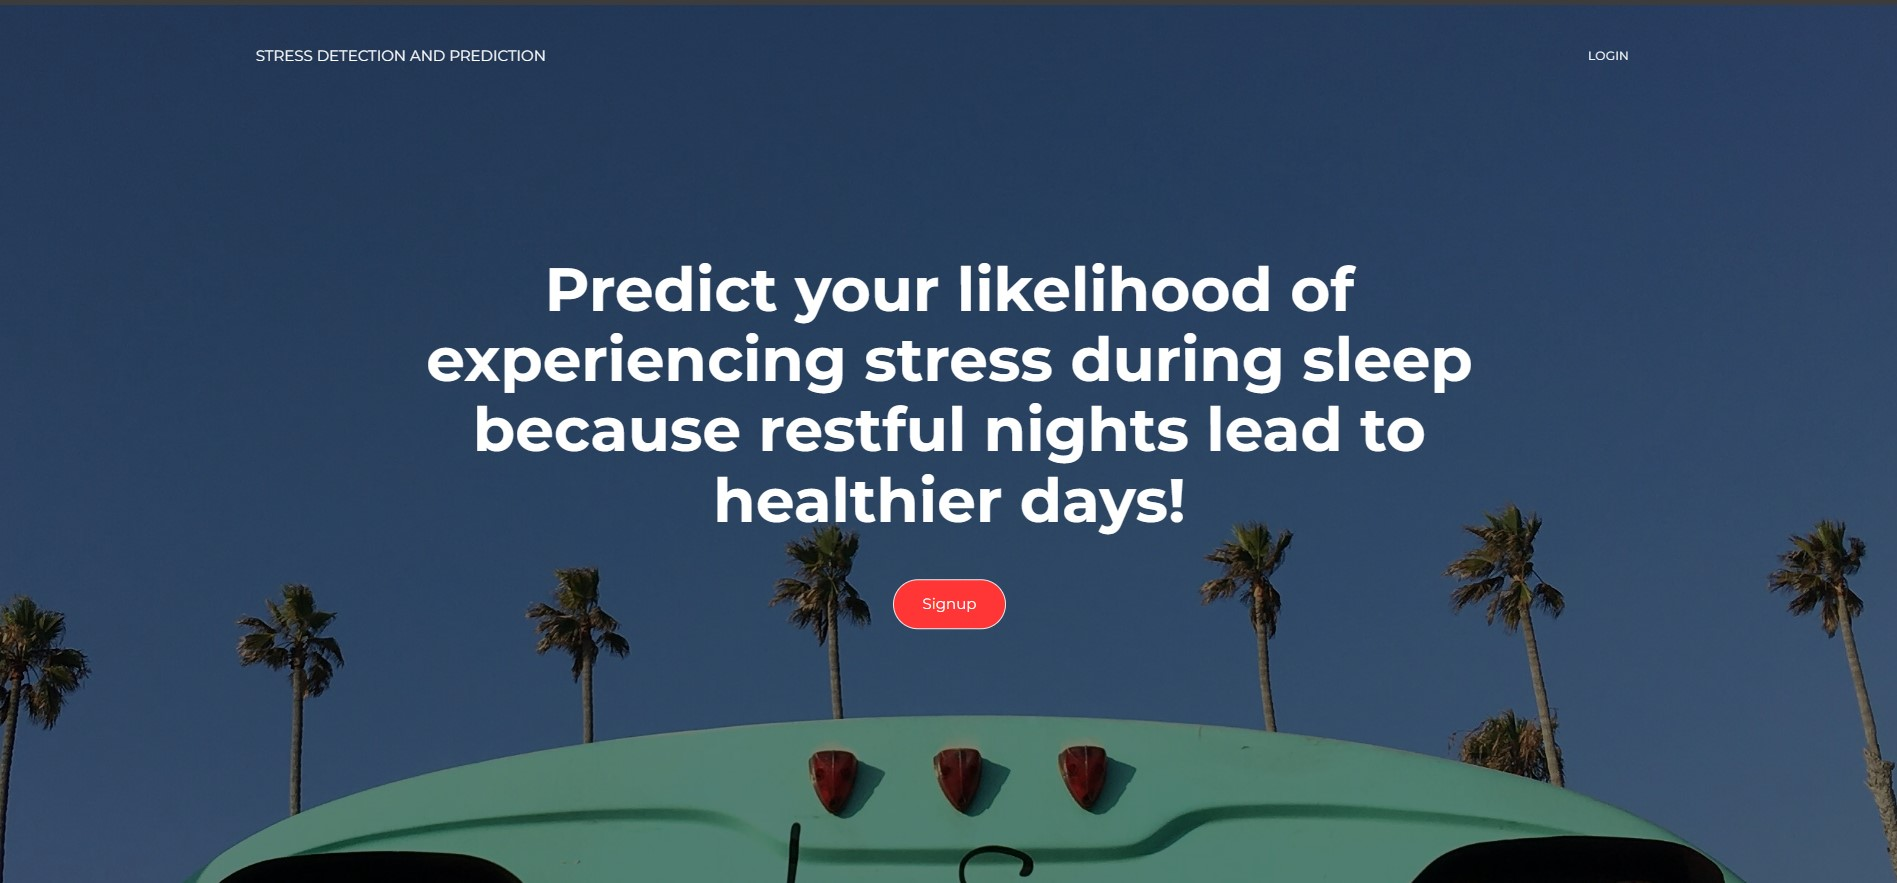 STRESS DETECTION AND PREDICTION
LOGIN
Predict your likelihood of
experiencing stress during sleep
because restful nights lead to
healthier days!
Signup